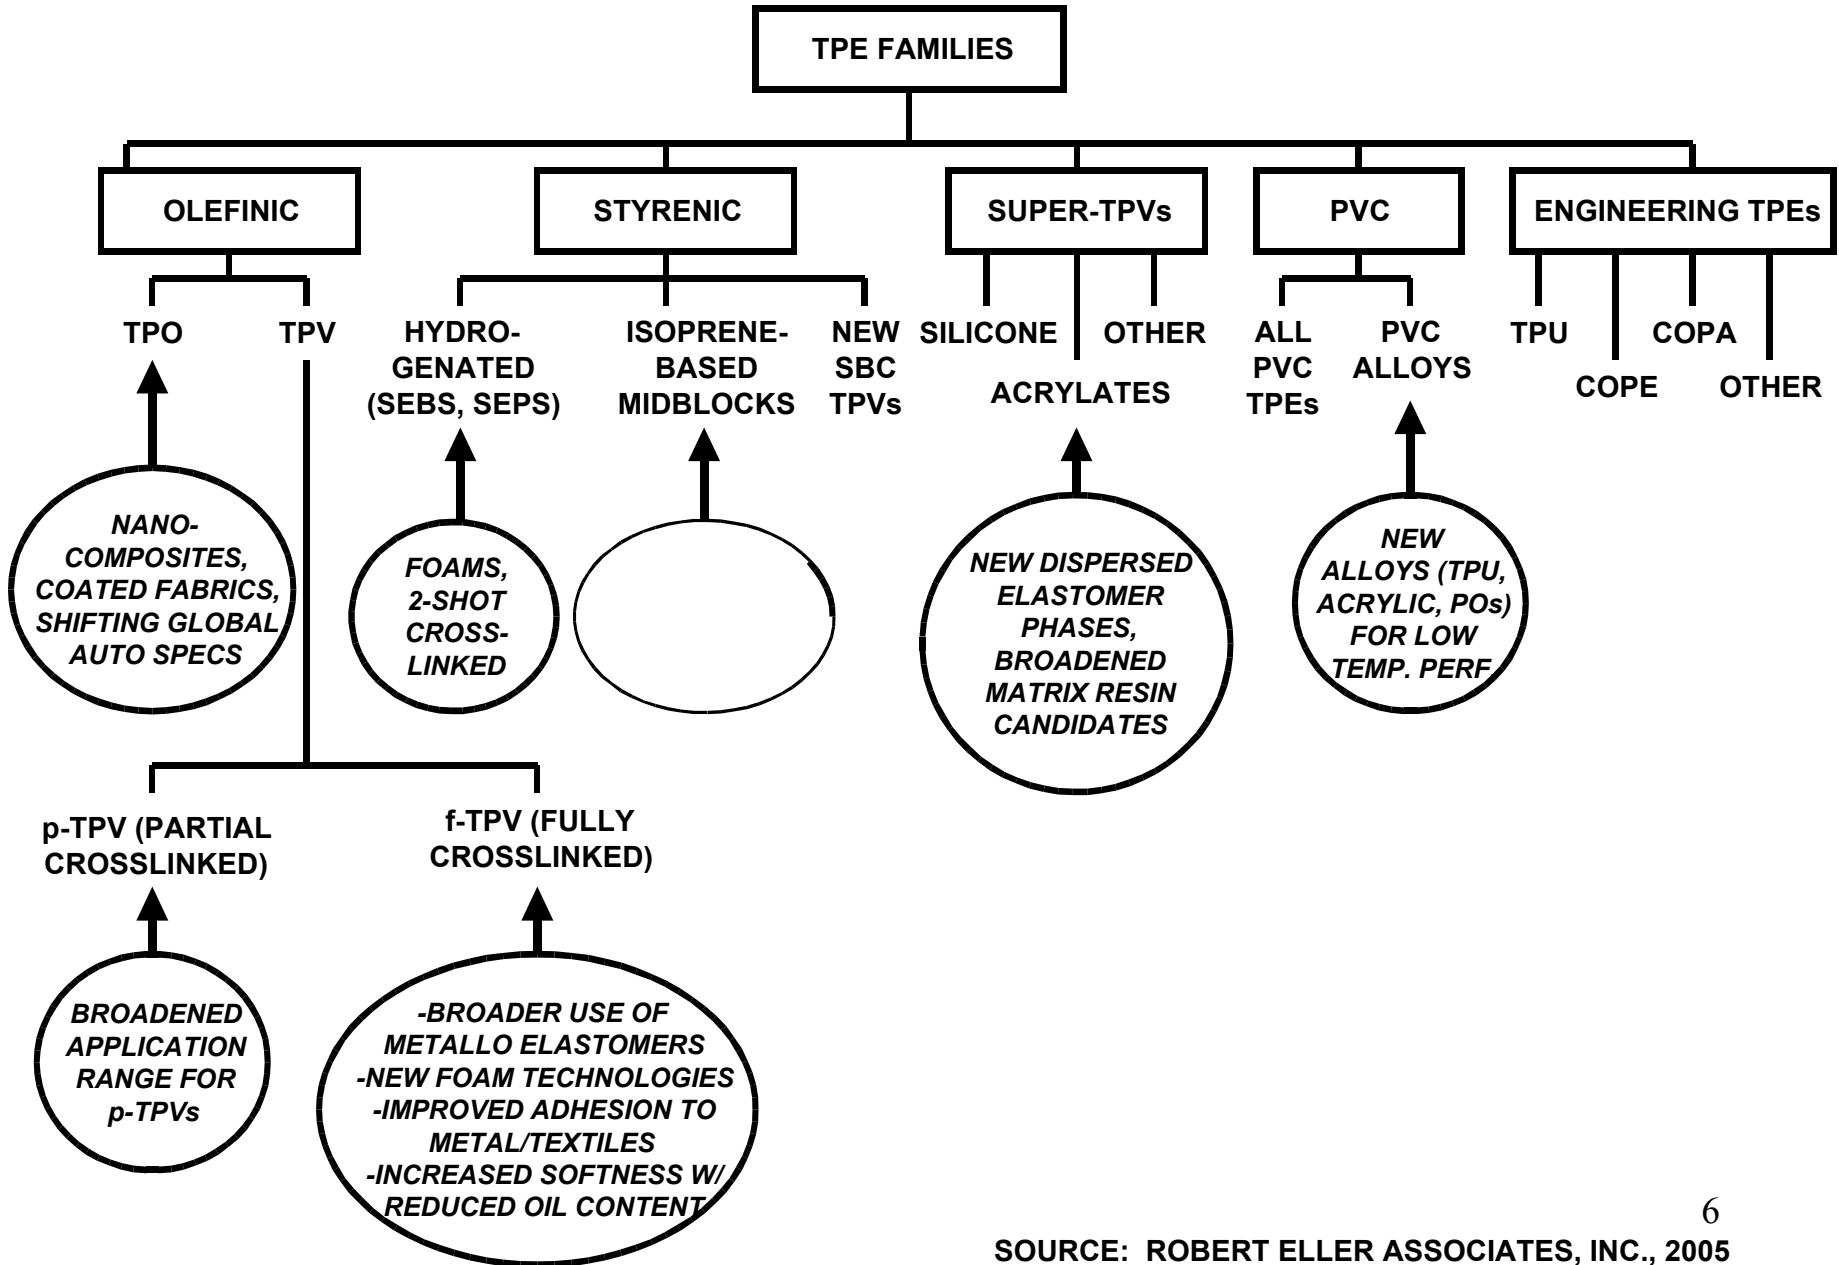 TPE FAMILIES
OLEFINIC
STYRENIC
SUPER-TPVs
PVC
ENGINEERING TPEs
TPO
TPV
HYDRO-
GENATED
(SEBS, SEPS)
ISOPRENE-
BASED
MIDBLOCKS
NEW
SBC
TPVs
SILICONE
ACRYLATES
OTHER
ALL
PVC
TPEs
PVC
ALLOYS
TPU
COPE
COPA
OTHER
NANO-
COMPOSITES,
COATED FABRICS,
SHIFTING GLOBAL
AUTO SPECS
FOAMS,
2-SHOT
CROSS-
LINKED
NEW DISPERSED
ELASTOMER
PHASES,
BROADENED
MATRIX RESIN
CANDIDATES
NEW
ALLOYS (TPU,
ACRYLIC, POs)
FOR LOW
TEMP. PERF.
p-TPV (PARTIAL
CROSSLINKED)
f-TPV (FULLY
CROSSLINKED)
BROADENED
APPLICATION
RANGE FOR
p-TPVs
-BROADER USE OF
METALLO ELASTOMERS
-NEW FOAM TECHNOLOGIES
-IMPROVED ADHESION TO
METAL/TEXTILES
-INCREASED SOFTNESS W/
REDUCED OIL CONTENT
6
SOURCE: ROBERT ELLER ASSOCIATES, INC., 2005